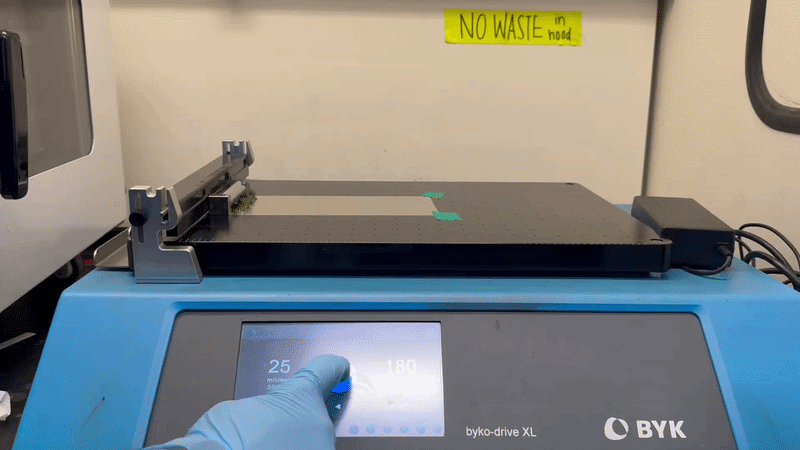 NO WASTE in hood
25
180
byko-drive XL
BYK